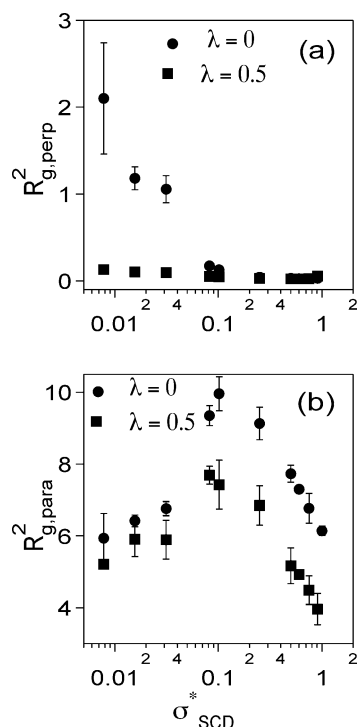 3
λ = 0
(a)
λ = 0.5
2
R²g,perp
1
0
2 4 2 4 2
0.01 0.1 1
10
λ = 0
(b)
λ = 0.5
8
R²g,para
6
4
2 4 2 4 2
0.01 0.1 1
σ*SCD